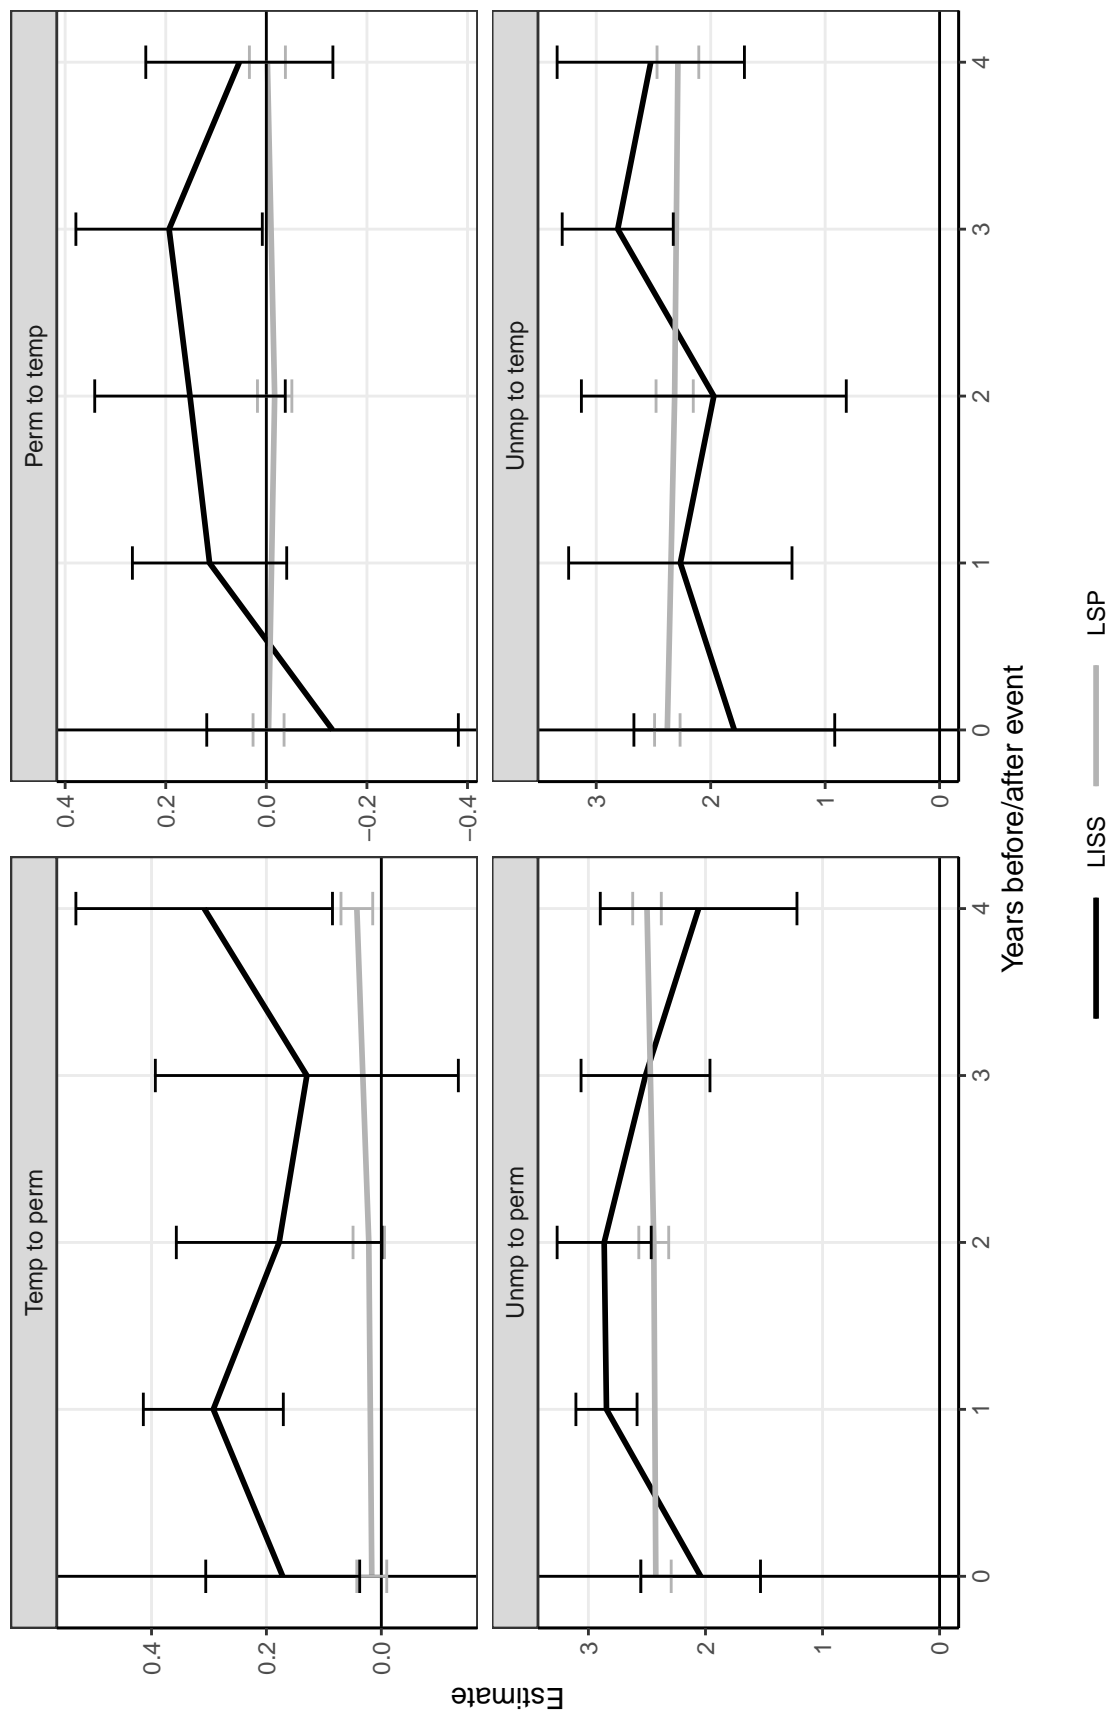 Temp to perm
Perm to temp
0.4
0.2
0.0
0.4
0.2
0.0
−0.2
−0.4
Unmp to perm
Unmp to temp
3
2
1
0
3
2
1
0
0 1 2 3 4
0 1 2 3 4
Estimate
Years before/after event
LISS LSP